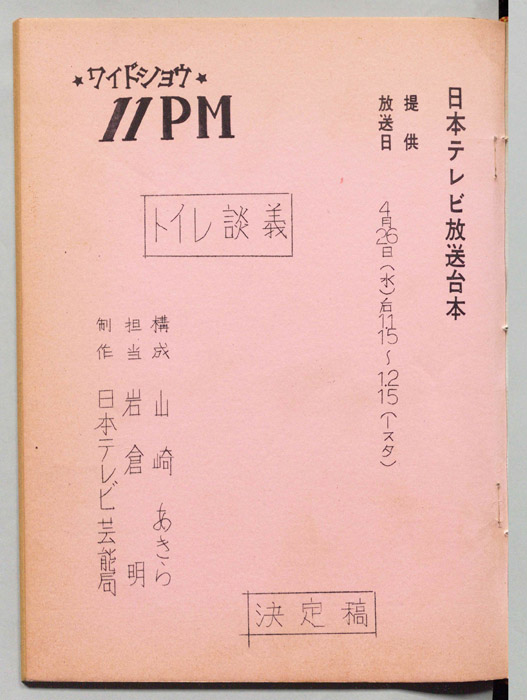 日本テレビ放送台本
提供
放送日 4月26日(水)后11.15～12.15(一スタ)
★ワイドショウ★
11PM
トイレ談義
構成 山崎 あきら
担当 岩倉 明
制作 日本テレビ芸能局
決定稿